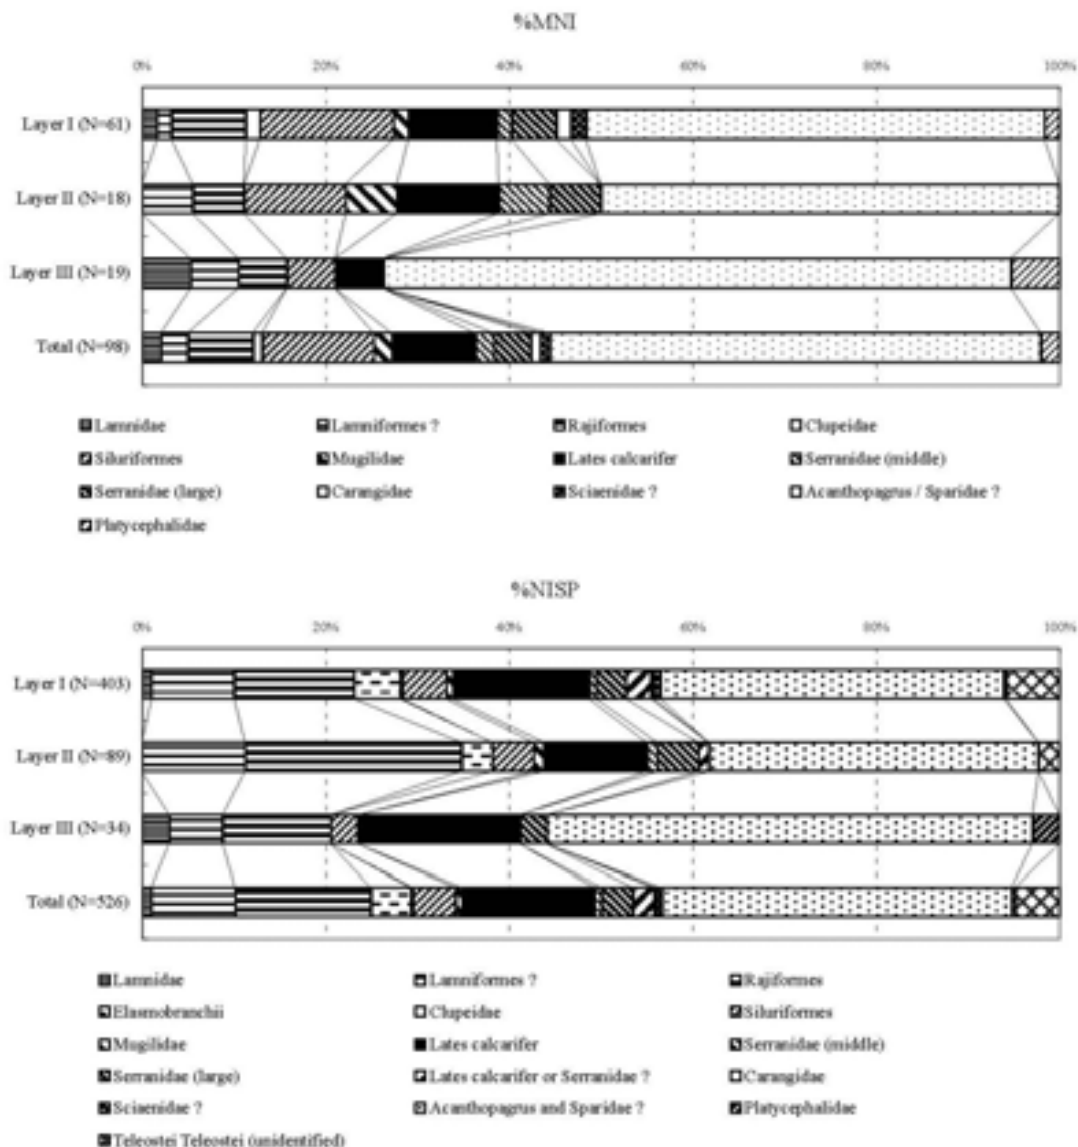 %MNI
0% 20% 40% 60% 80% 100%
Layer I (N=61)
Layer II (N=18)
Layer III (N=19)
Total (N=98)
Lamnidae Lamniformes ? Rajiformes Clupeidae
Siluriformes Mugilidae Lates calcarifer Serranidae (middle)
Serranidae (large) Carangidae Sciaenidae ? Acanthopagrus / Sparidae ?
Platycephalidae
%NISP
0% 20% 40% 60% 80% 100%
Layer I (N=403)
Layer II (N=89)
Layer III (N=34)
Total (N=526)
Lamnidae Lamniformes ? Rajiformes
Elasmobranchii Clupeidae Siluriformes
Mugilidae Lates calcarifer Serranidae (middle)
Serranidae (large) Lates calcarifer or Serranidae ? Carangidae
Sciaenidae ? Acanthopagrus and Sparidae ? Platycephalidae
Teleostei Teleostei (unidentified)